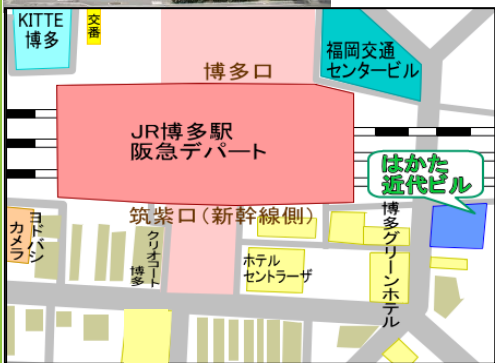 KITTE
博多
交番
博多口
福岡交通
センタービル
JR博多駅
阪急デパート
はかた
近代ビル
筑紫口(新幹線側)
ヨドバシ
カメラ
クリオコート
博多
ホテル
セントラーザ
博多グリーンホテル